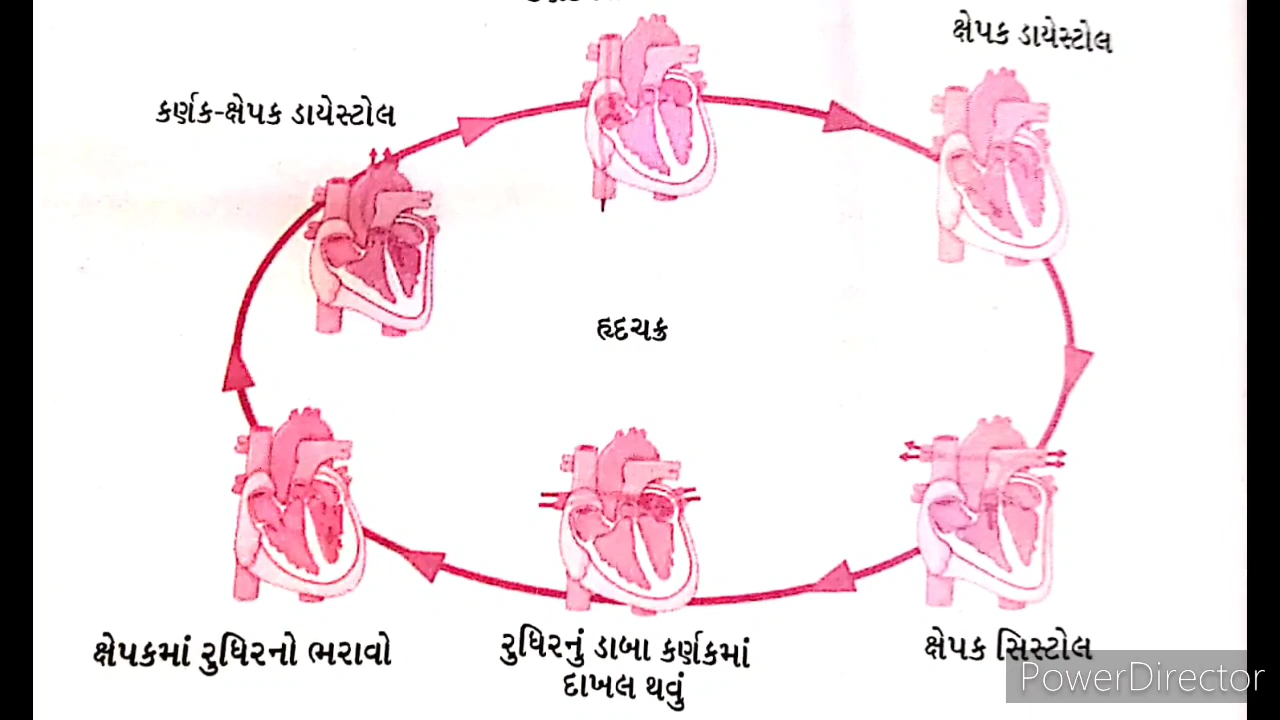 ક્ષેપક ડાયેસ્ટોલ
કર્ણક-ક્ષેપક ડાયેસ્ટોલ
હૃદચક્ર
ક્ષેપકમાં રુધિરનો ભરાવો
રુધિરનું ડાબા કર્ણકમાં
દાખલ થવું
ક્ષેપક સિસ્ટોલ
PowerDirector